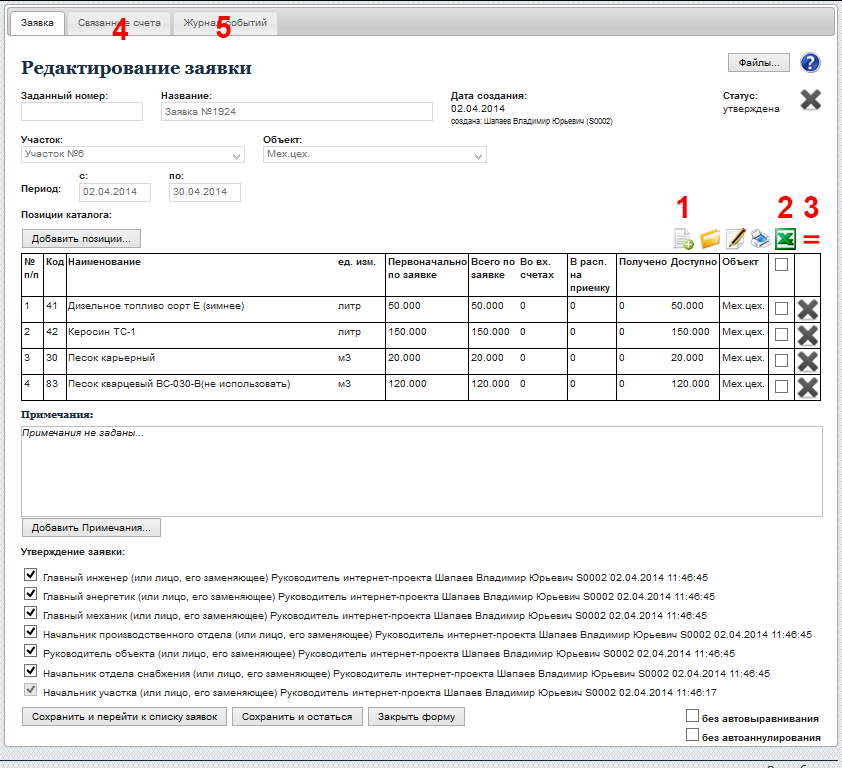 Заявка Связанные счета Журнал событий
4 5
Редактирование заявки Файлы... ?
Заданный номер: Название: Дата создания: Статус:
Заявка №1924 02.04.2014 утверждена
создана: Шапаев Владимир Юрьевич (S0002)
Участок: Объект:
Участок №6 Мех.цех.
с: по:
Период: 02.04.2014 30.04.2014
1 2 3
Позиции каталога:
Добавить позиции... =
№ п/п Код Наименование ед. изм. Первоначально по заявке Всего по заявке Во вх. счетах В расп. на приемку Получено Доступно Объект
1 41 Дизельное топливо сорт Е (зимнее) литр 50.000 50.000 0 0 0 50.000 Мех.цех.
2 42 Керосин ТС-1 литр 150.000 150.000 0 0 0 150.000 Мех.цех.
3 30 Песок карьерный м3 20.000 20.000 0 0 0 20.000 Мех.цех.
4 83 Песок кварцевый ВС-030-В(не использовать) м3 120.000 120.000 0 0 0 120.000 Мех.цех.
Примечания:
Примечания не заданы...
Добавить Примечания...
Утверждение заявки:
Главный инженер (или лицо, его заменяющее) Руководитель интернет-проекта Шапаев Владимир Юрьевич S0002 02.04.2014 11:46:45
Главный энергетик (или лицо, его заменяющее) Руководитель интернет-проекта Шапаев Владимир Юрьевич S0002 02.04.2014 11:46:45
Главный механик (или лицо, его заменяющее) Руководитель интернет-проекта Шапаев Владимир Юрьевич S0002 02.04.2014 11:46:45
Начальник производственного отдела (или лицо, его заменяющее) Руководитель интернет-проекта Шапаев Владимир Юрьевич S0002 02.04.2014 11:46:45
Руководитель объекта (или лицо, его заменяющее) Руководитель интернет-проекта Шапаев Владимир Юрьевич S0002 02.04.2014 11:46:45
Начальник отдела снабжения (или лицо, его заменяющее) Руководитель интернет-проекта Шапаев Владимир Юрьевич S0002 02.04.2014 11:46:45
Начальник участка (или лицо, его заменяющее) Руководитель интернет-проекта Шапаев Владимир Юрьевич S0002 02.04.2014 11:46:17
Сохранить и перейти к списку заявок Сохранить и остаться Закрыть форму без автовыравнивания
без автоаннулирования